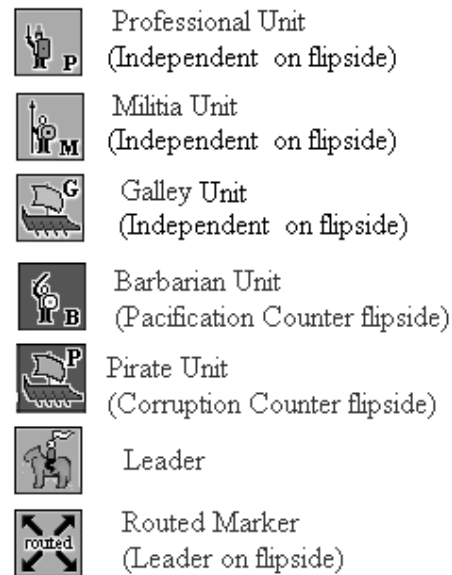 P
Professional Unit
(Independent on flipside)
M
Militia Unit
(Independent on flipside)
G
Galley Unit
(Independent on flipside)
B
Barbarian Unit
(Pacification Counter flipside)
P
Pirate Unit
(Corruption Counter flipside)
Leader
routed
Routed Marker
(Leader on flipside)